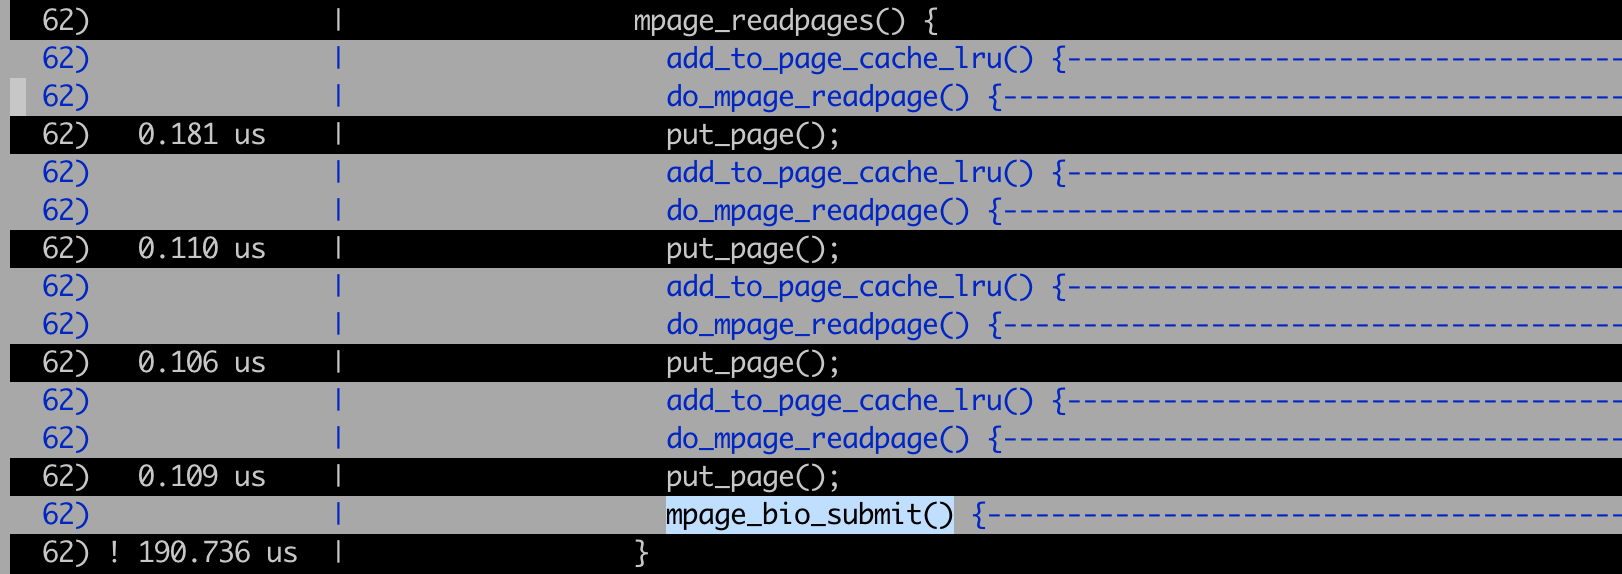 62)               |                  mpage_readpages() {
62)               |                    add_to_page_cache_lru() {-----------------------------------
62)               |                    do_mpage_readpage() {---------------------------------------
62)   0.181 us    |                    put_page();
62)               |                    add_to_page_cache_lru() {-----------------------------------
62)               |                    do_mpage_readpage() {---------------------------------------
62)   0.110 us    |                    put_page();
62)               |                    add_to_page_cache_lru() {-----------------------------------
62)               |                    do_mpage_readpage() {---------------------------------------
62)   0.106 us    |                    put_page();
62)               |                    add_to_page_cache_lru() {-----------------------------------
62)               |                    do_mpage_readpage() {---------------------------------------
62)   0.109 us    |                    put_page();
62)               |                    mpage_bio_submit() {----------------------------------------
62) ! 190.736 us  |                  }